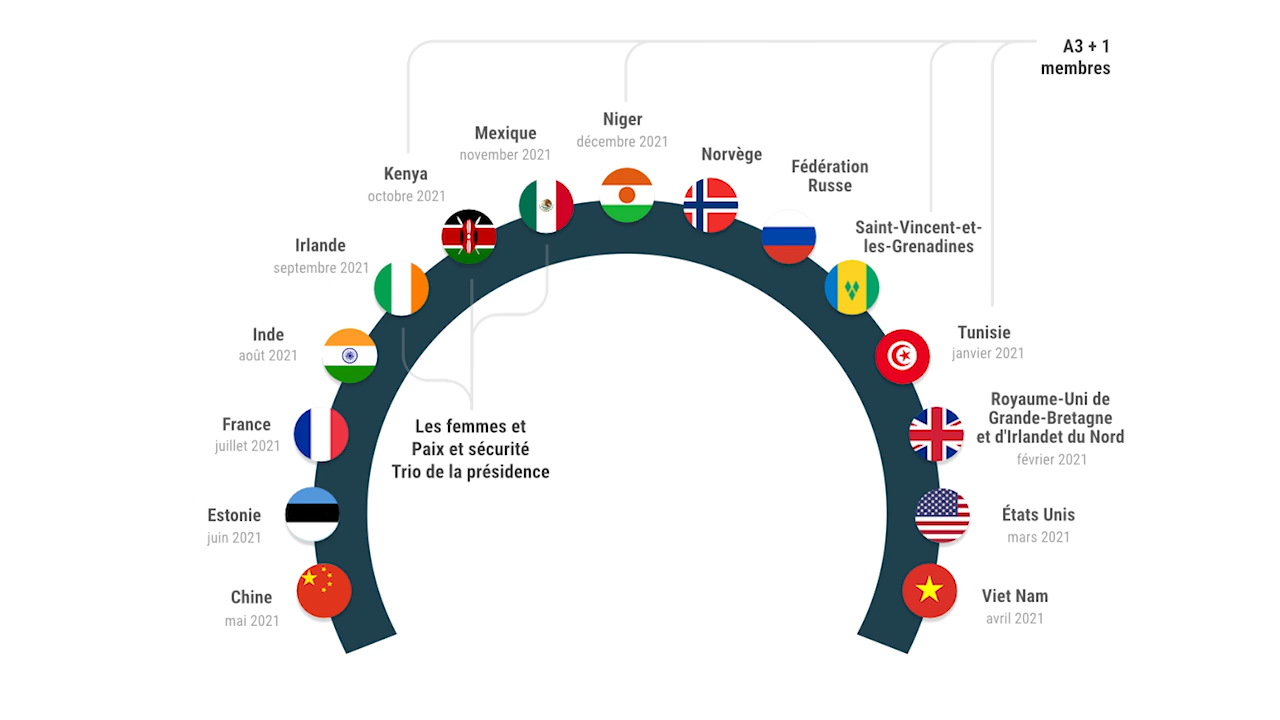 A3 + 1
membres
Niger
décembre 2021
Mexique
november 2021
Norvège
Kenya
octobre 2021
Fédération
Russe
Irlande
septembre 2021
Saint-Vincent-et-
les-Grenadines
Inde
août 2021
Tunisie
janvier 2021
France
juillet 2021
Royaume-Uni de
Grande-Bretagne
et d'Irlandet du Nord
février 2021
Les femmes et
Paix et sécurité
Trio de la présidence
Estonie
juin 2021
États Unis
mars 2021
Chine
mai 2021
Viet Nam
avril 2021